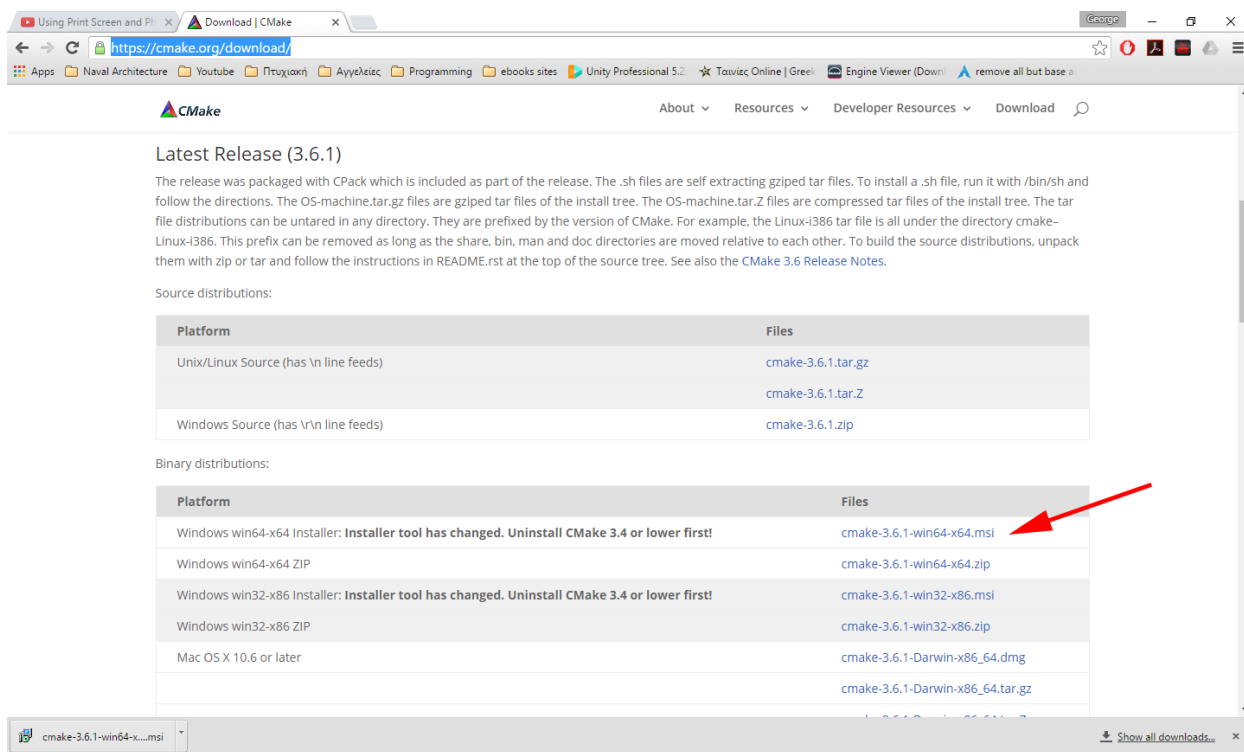 Using Print Screen and Ph
Download | CMake
George
https://cmake.org/download/
Apps
Naval Architecture
Youtube
Πτυχιακή
Αγγελείες
Programming
ebooks sites
Unity Professional 5.2
Ταινίες Online | Greek
Engine Viewer (Down
remove all but base a
CMake
About
Resources
Developer Resources
Download
Latest Release (3.6.1)
The release was packaged with CPack which is included as part of the release. The .sh files are self extracting gziped tar files. To install a .sh file, run it with /bin/sh and
follow the directions. The OS-machine.tar.gz files are gziped tar files of the install tree. The OS-machine.tar.Z files are compressed tar files of the install tree. The tar
file distributions can be untared in any directory. They are prefixed by the version of CMake. For example, the Linux-i386 tar file is all under the directory cmake–
Linux-i386. This prefix can be removed as long as the share, bin, man and doc directories are moved relative to each other. To build the source distributions, unpack
them with zip or tar and follow the instructions in README.rst at the top of the source tree. See also the CMake 3.6 Release Notes.
Source distributions:
Platform Files
Unix/Linux Source (has \n line feeds) cmake-3.6.1.tar.gz
cmake-3.6.1.tar.Z
Windows Source (has \r\n line feeds) cmake-3.6.1.zip
Binary distributions:
Platform Files
Windows win64-x64 Installer: Installer tool has changed. Uninstall CMake 3.4 or lower first! cmake-3.6.1-win64-x64.msi
Windows win64-x64 ZIP cmake-3.6.1-win64-x64.zip
Windows win32-x86 Installer: Installer tool has changed. Uninstall CMake 3.4 or lower first! cmake-3.6.1-win32-x86.msi
Windows win32-x86 ZIP cmake-3.6.1-win32-x86.zip
Mac OS X 10.6 or later cmake-3.6.1-Darwin-x86_64.dmg
cmake-3.6.1-Darwin-x86_64.tar.gz
cmake-3.6.1-win64-x....msi
Show all downloads...